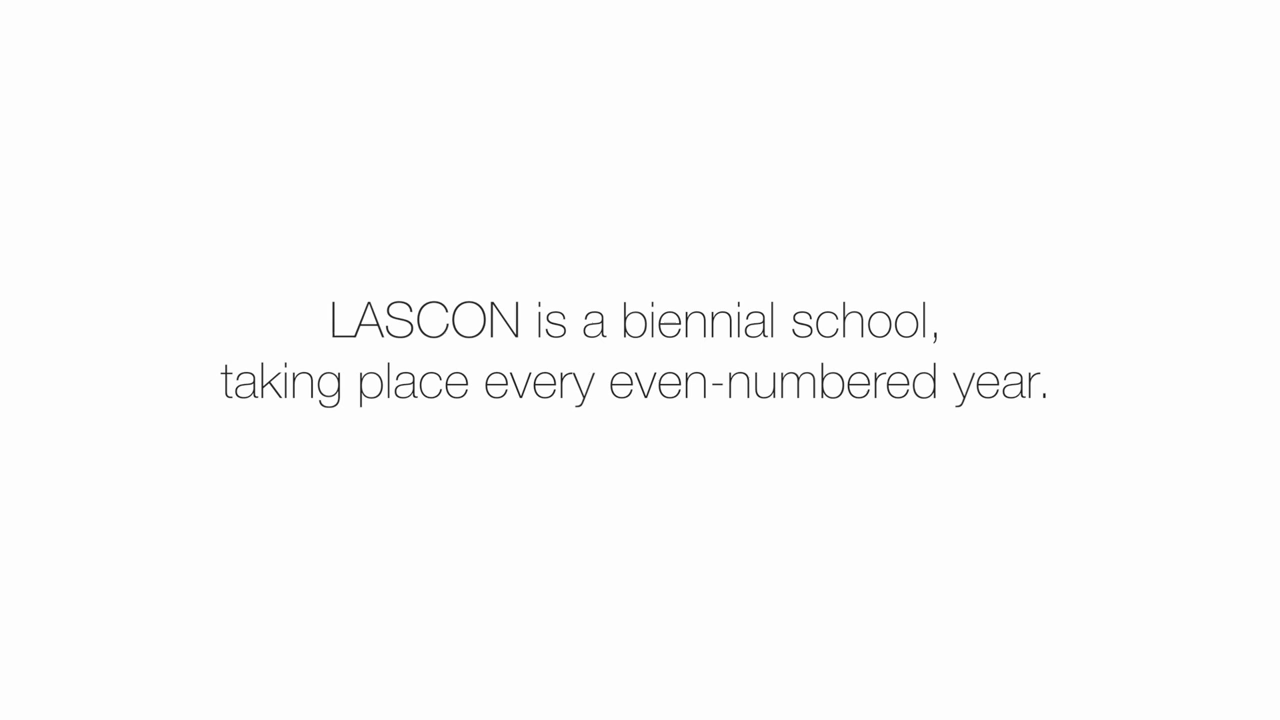 LASCON is a biennial school,
taking place every even-numbered year.